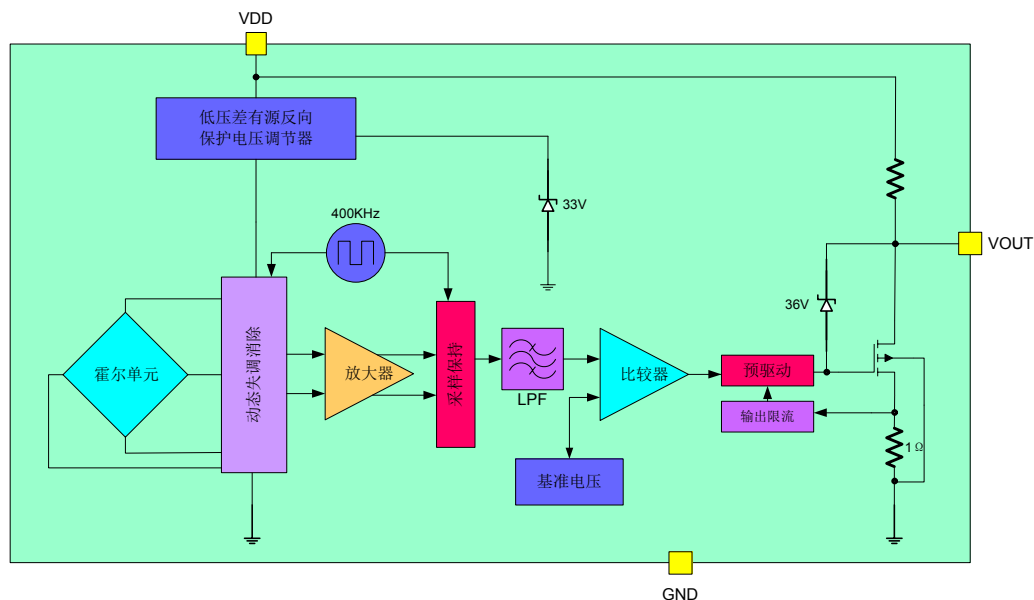 VDD
低压差有源反向
保护电压调节器
33V
400KHz
VOUT
36V
霍尔单元
动态失调消除
放大器
采样保持
LPF
比较器
预驱动
输出限流
1Ω
基准电压
GND